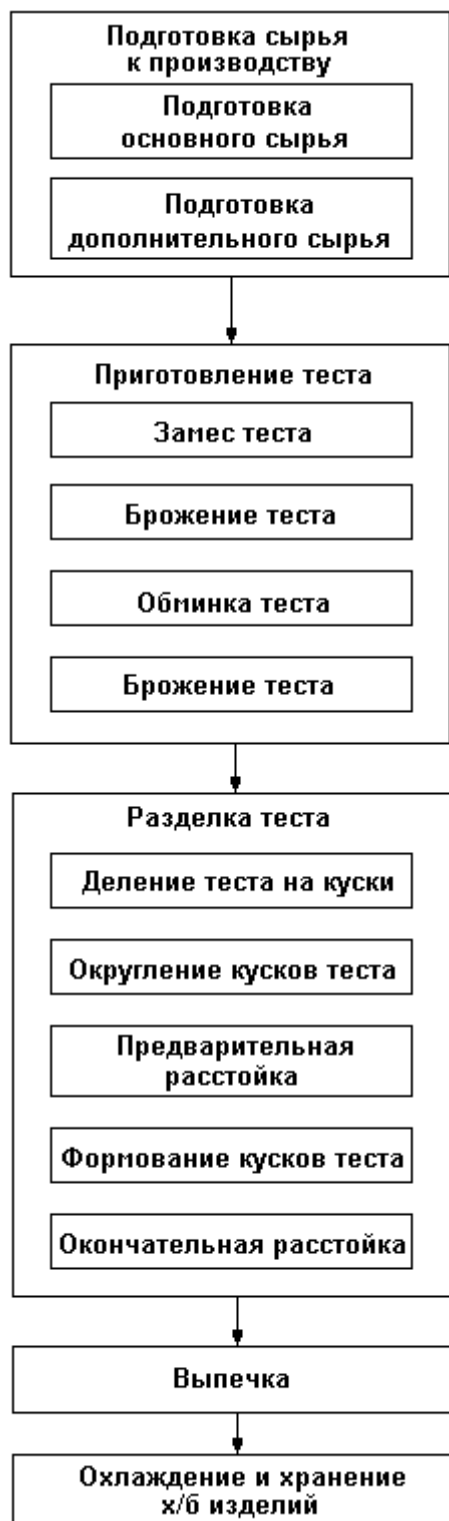 Подготовка сырья
к производству
Подготовка
основного сырья
Подготовка
дополнительного сырья
Приготовление теста
Замес теста
Брожение теста
Обминка теста
Брожение теста
Разделка теста
Деление теста на куски
Округление кусков теста
Предварительная
расстойка
Формование кусков теста
Окончательная расстойка
Выпечка
Охлаждение и хранение
х/б изделий